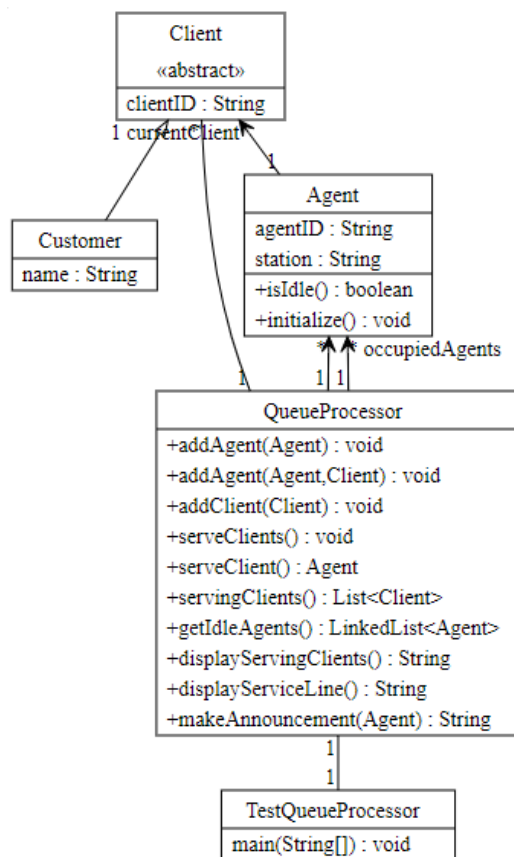 Client
«abstract»
clientID : String
1 currentClient
*
1
Agent
agentID : String
station : String
+isIdle() : boolean
+initialize() : void
Customer
name : String
* * occupiedAgents
1 1 1
QueueProcessor
+addAgent(Agent) : void
+addAgent(Agent,Client) : void
+addClient(Client) : void
+serveClients() : void
+serveClient() : Agent
+servingClients() : List<Client>
+getIdleAgents() : LinkedList<Agent>
+displayServingClients() : String
+displayServiceLine() : String
+makeAnnouncement(Agent) : String
1
1
TestQueueProcessor
main(String[]) : void